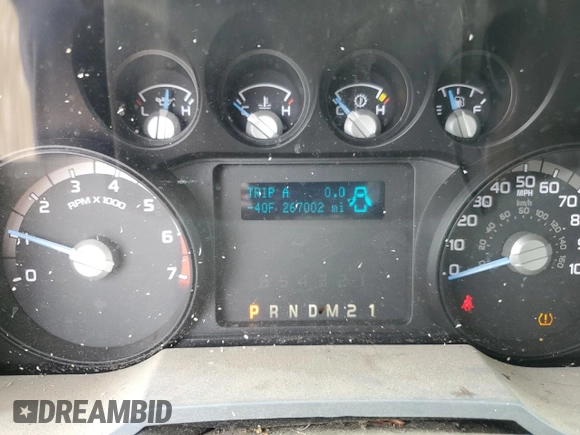 L H
C H
C H
E F
TRIP A 0.0
-40F 267002 mi
0 1 2 3 4 5 6 7
RPM X 1000
P R N D M 2 1
0 10 20 30 40 50 60 70
MPH
km/h
DREAMBID